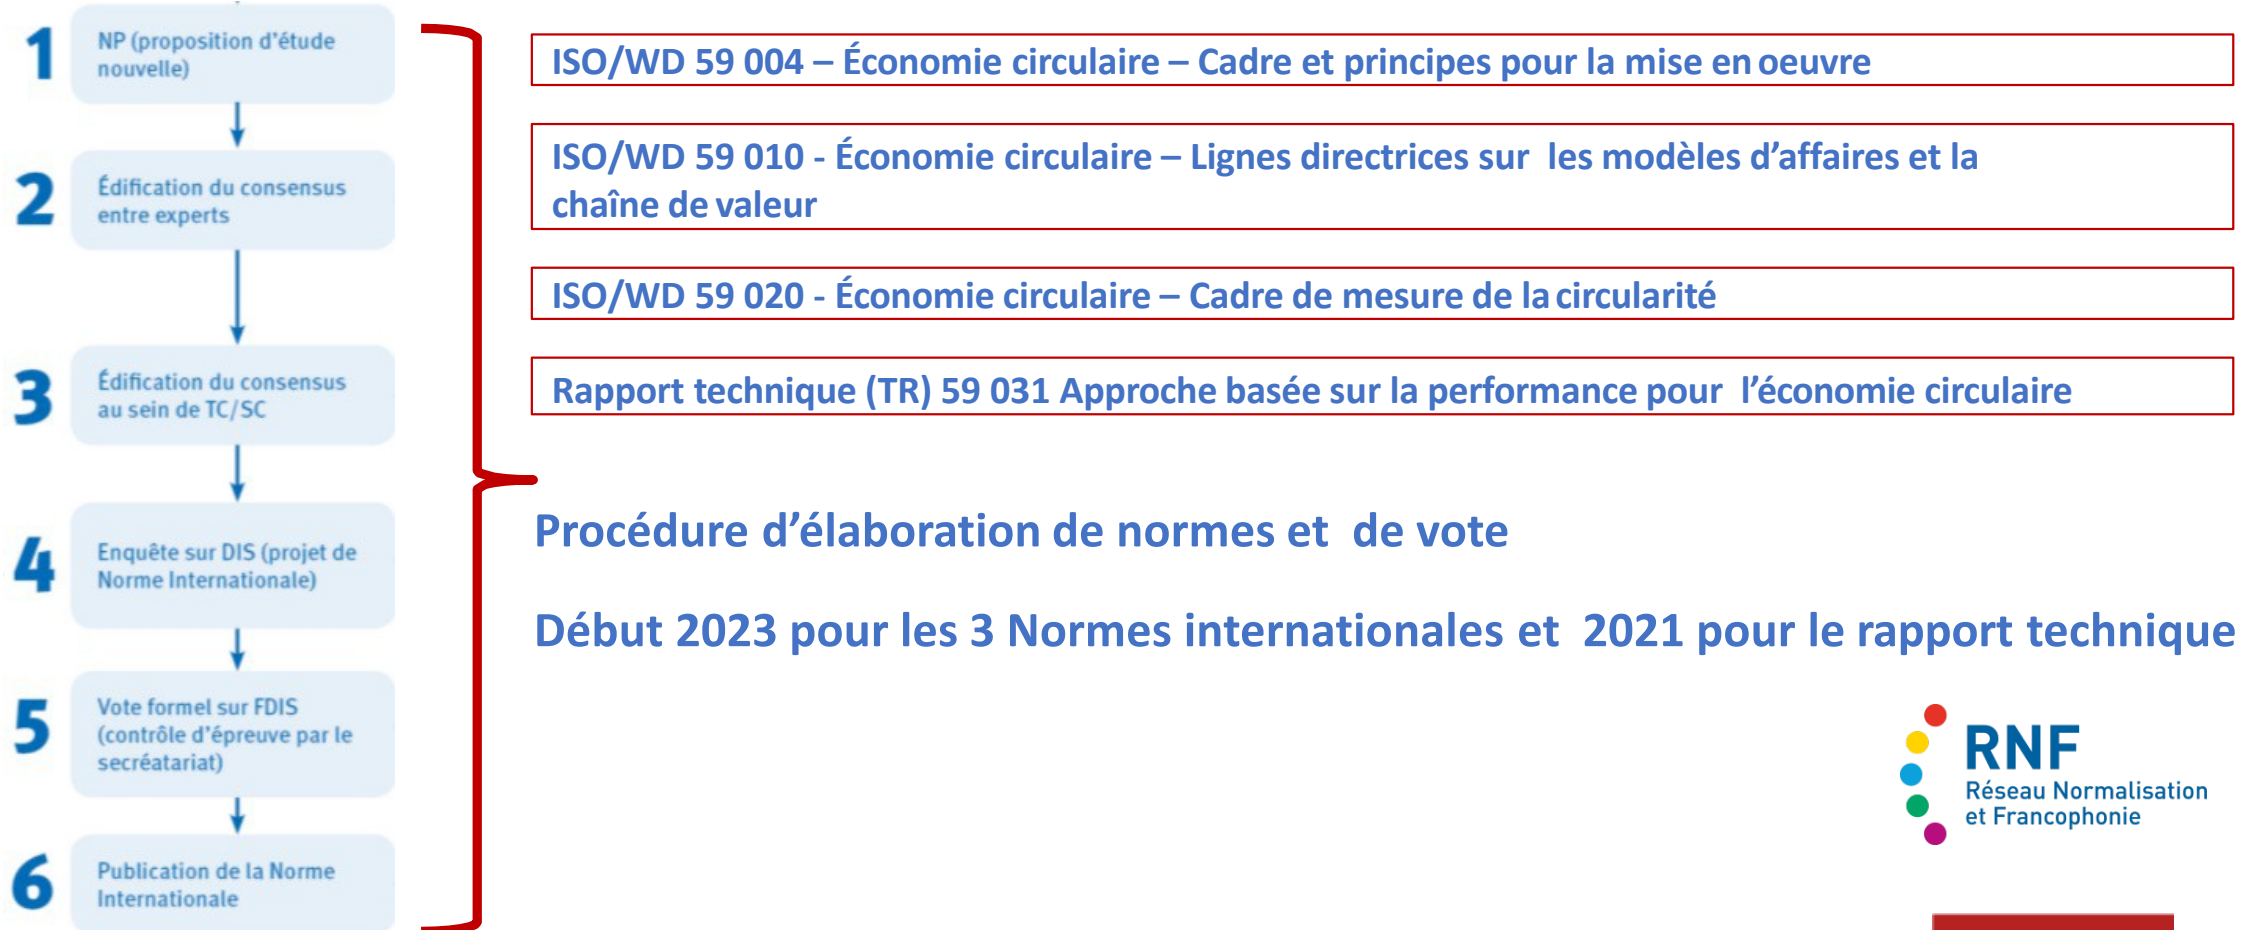 1
NP (proposition d'étude
nouvelle)
2
Édification du consensus
entre experts
3
Édification du consensus
au sein de TC/SC
4
Enquête sur DIS (projet de
Norme Internationale)
5
Vote formel sur FDIS
(contrôle d'épreuve par le
secréatariat)
6
Publication de la Norme
Internationale
ISO/WD 59 004 – Économie circulaire – Cadre et principes pour la mise en oeuvre
ISO/WD 59 010 - Économie circulaire – Lignes directrices sur les modèles d’affaires et la
chaîne de valeur
ISO/WD 59 020 - Économie circulaire – Cadre de mesure de la circularité
Rapport technique (TR) 59 031 Approche basée sur la performance pour l’économie circulaire
Procédure d’élaboration de normes et de vote
Début 2023 pour les 3 Normes internationales et 2021 pour le rapport technique
RNF
Réseau Normalisation
et Francophonie